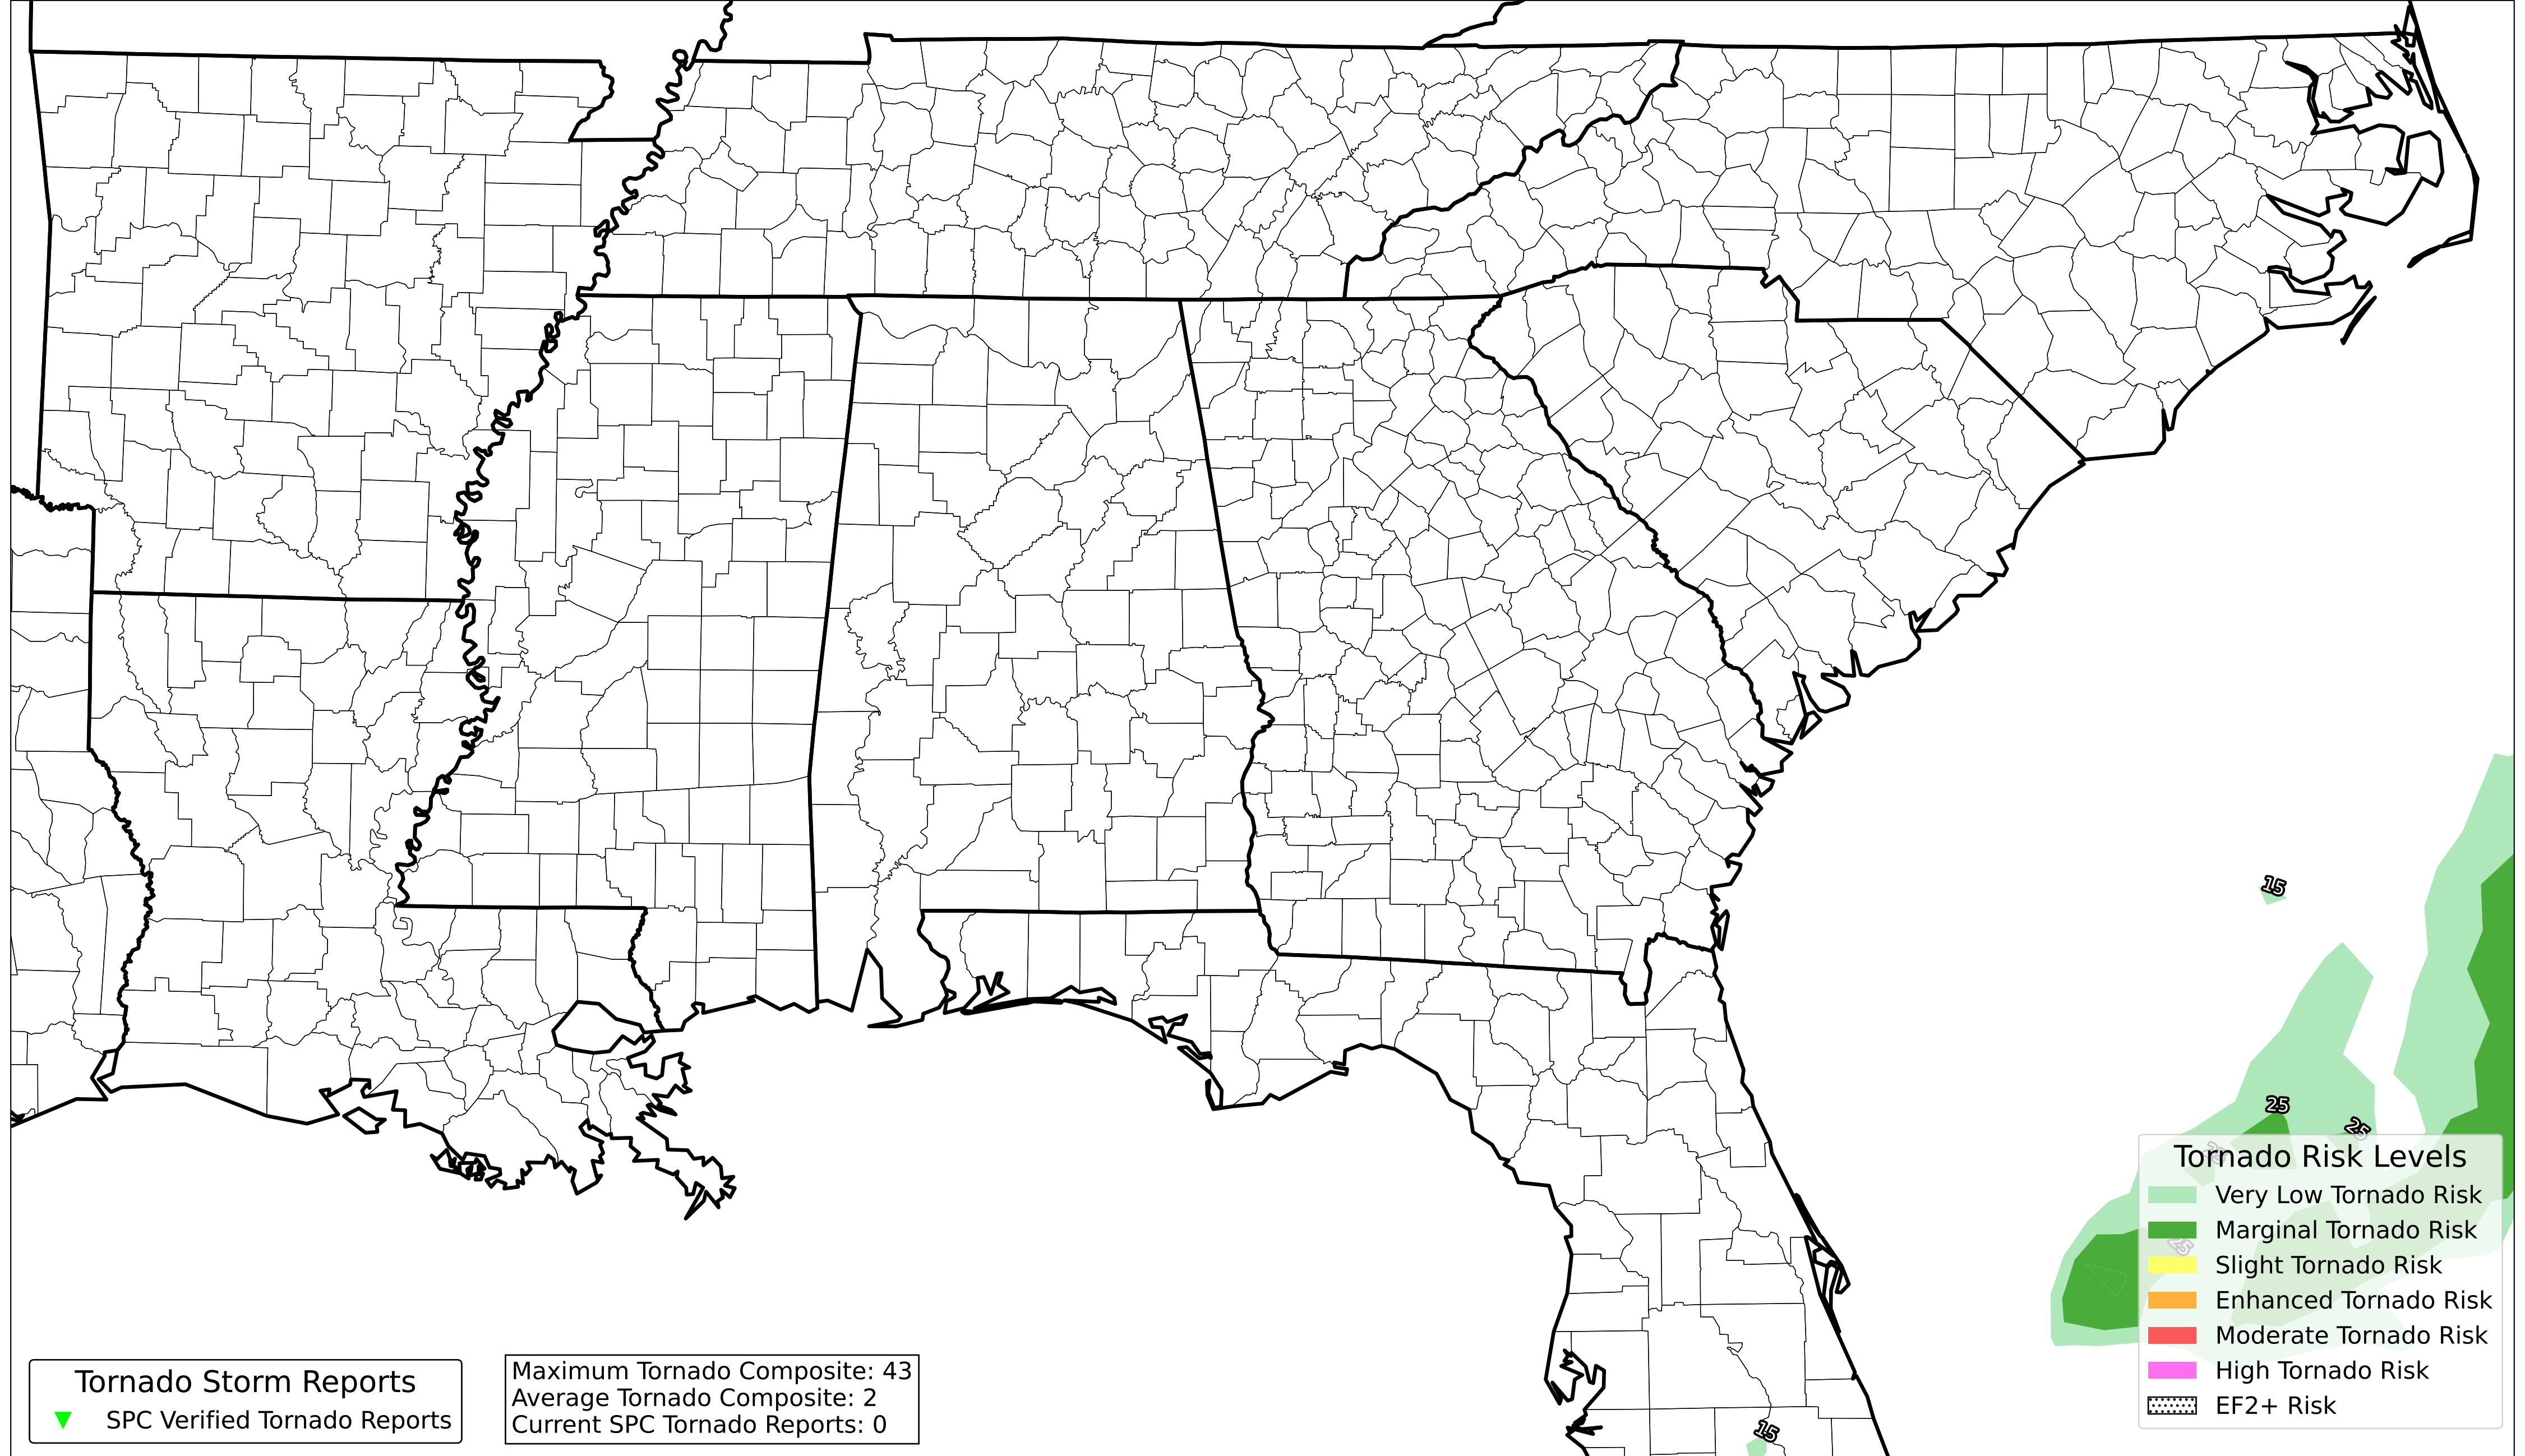 15
25
25
25
Tornado Risk Levels
Very Low Tornado Risk
Marginal Tornado Risk
Slight Tornado Risk
Enhanced Tornado Risk
Moderate Tornado Risk
High Tornado Risk
EF2+ Risk
Tornado Storm Reports
SPC Verified Tornado Reports
Maximum Tornado Composite: 43
Average Tornado Composite: 2
Current SPC Tornado Reports: 0
15